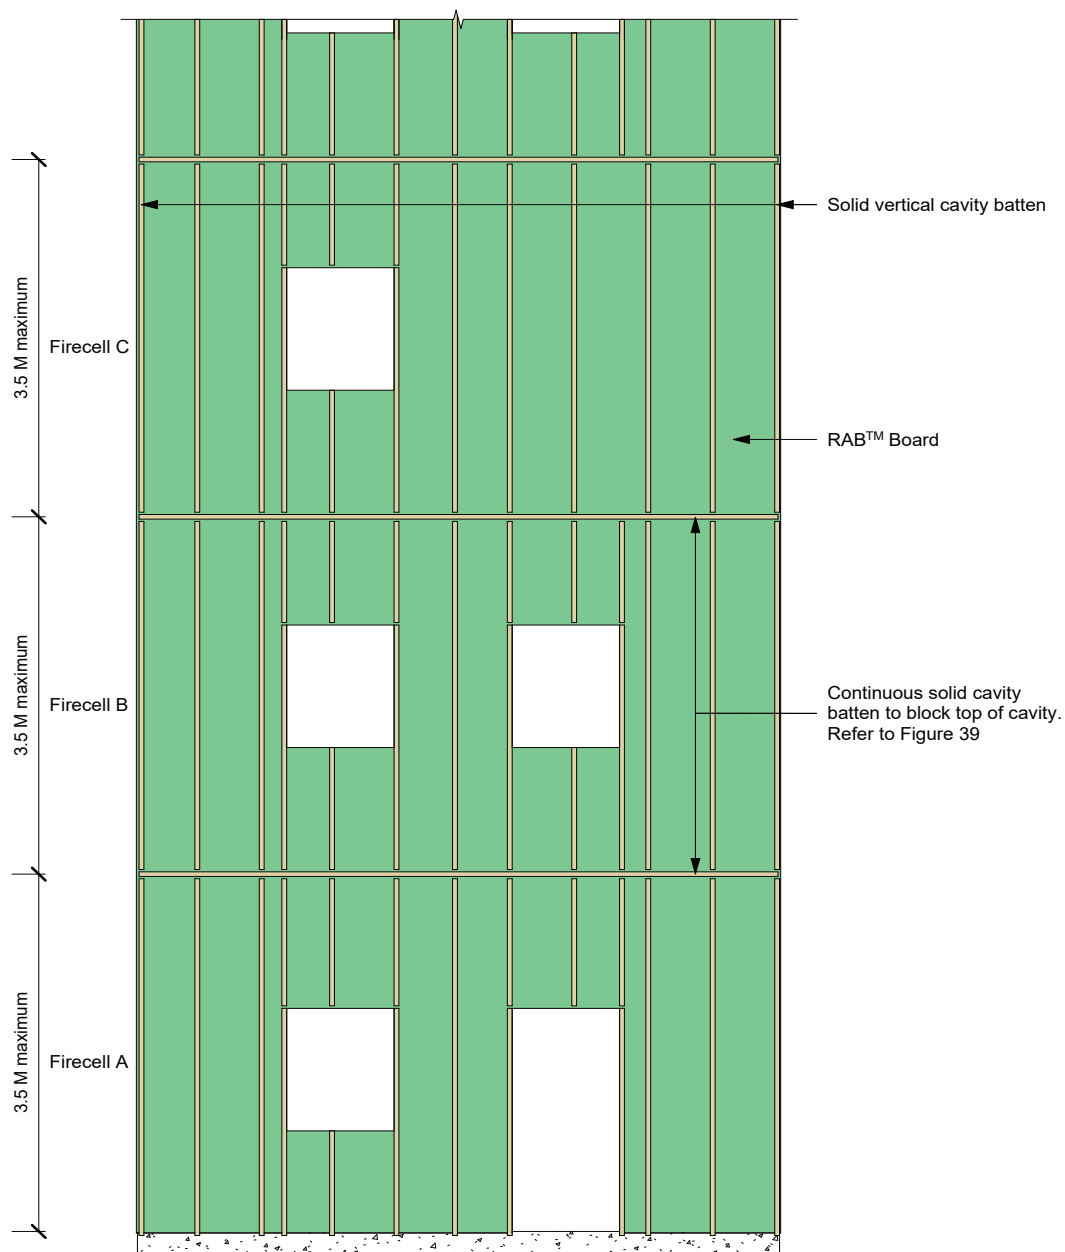 Solid vertical cavity batten
3.5 M maximum
Firecell C
RAB™ Board
3.5 M maximum
Firecell B
Continuous solid cavity
batten to block top of cavity.
Refer to Figure 39
3.5 M maximum
Firecell A